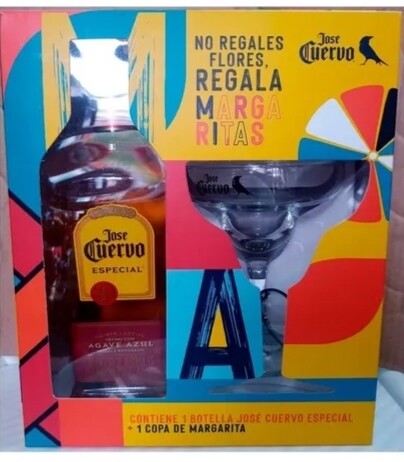 NO REGALES
FLORES,
REGALA
MARGA
RITAS
Jose
Cuervo
Jose
Cuervo
Jose
Cuervo
ESPECIAL
AGAVE AZUL
M
A
CONTIENE 1 BOTELLA JOSÉ CUERVO ESPECIAL
+ 1 COPA DE MARGARITA